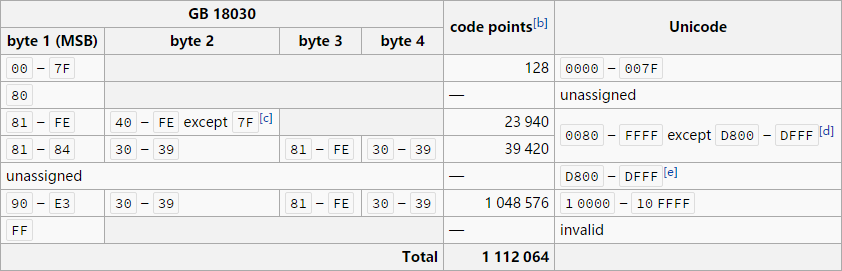 GB 18030 code points[b] Unicode
byte 1 (MSB) byte 2 byte 3 byte 4
00 – 7F 128 0000 – 007F
80 — unassigned
81 – FE 40 – FE except 7F [c] 23 940 0080 – FFFF except D800 – DFFF [d]
81 – 84 30 – 39 81 – FE 30 – 39 39 420
unassigned — D800 – DFFF [e]
90 – E3 30 – 39 81 – FE 30 – 39 1 048 576 1 0000 – 10 FFFF
FF — invalid
Total 1 112 064